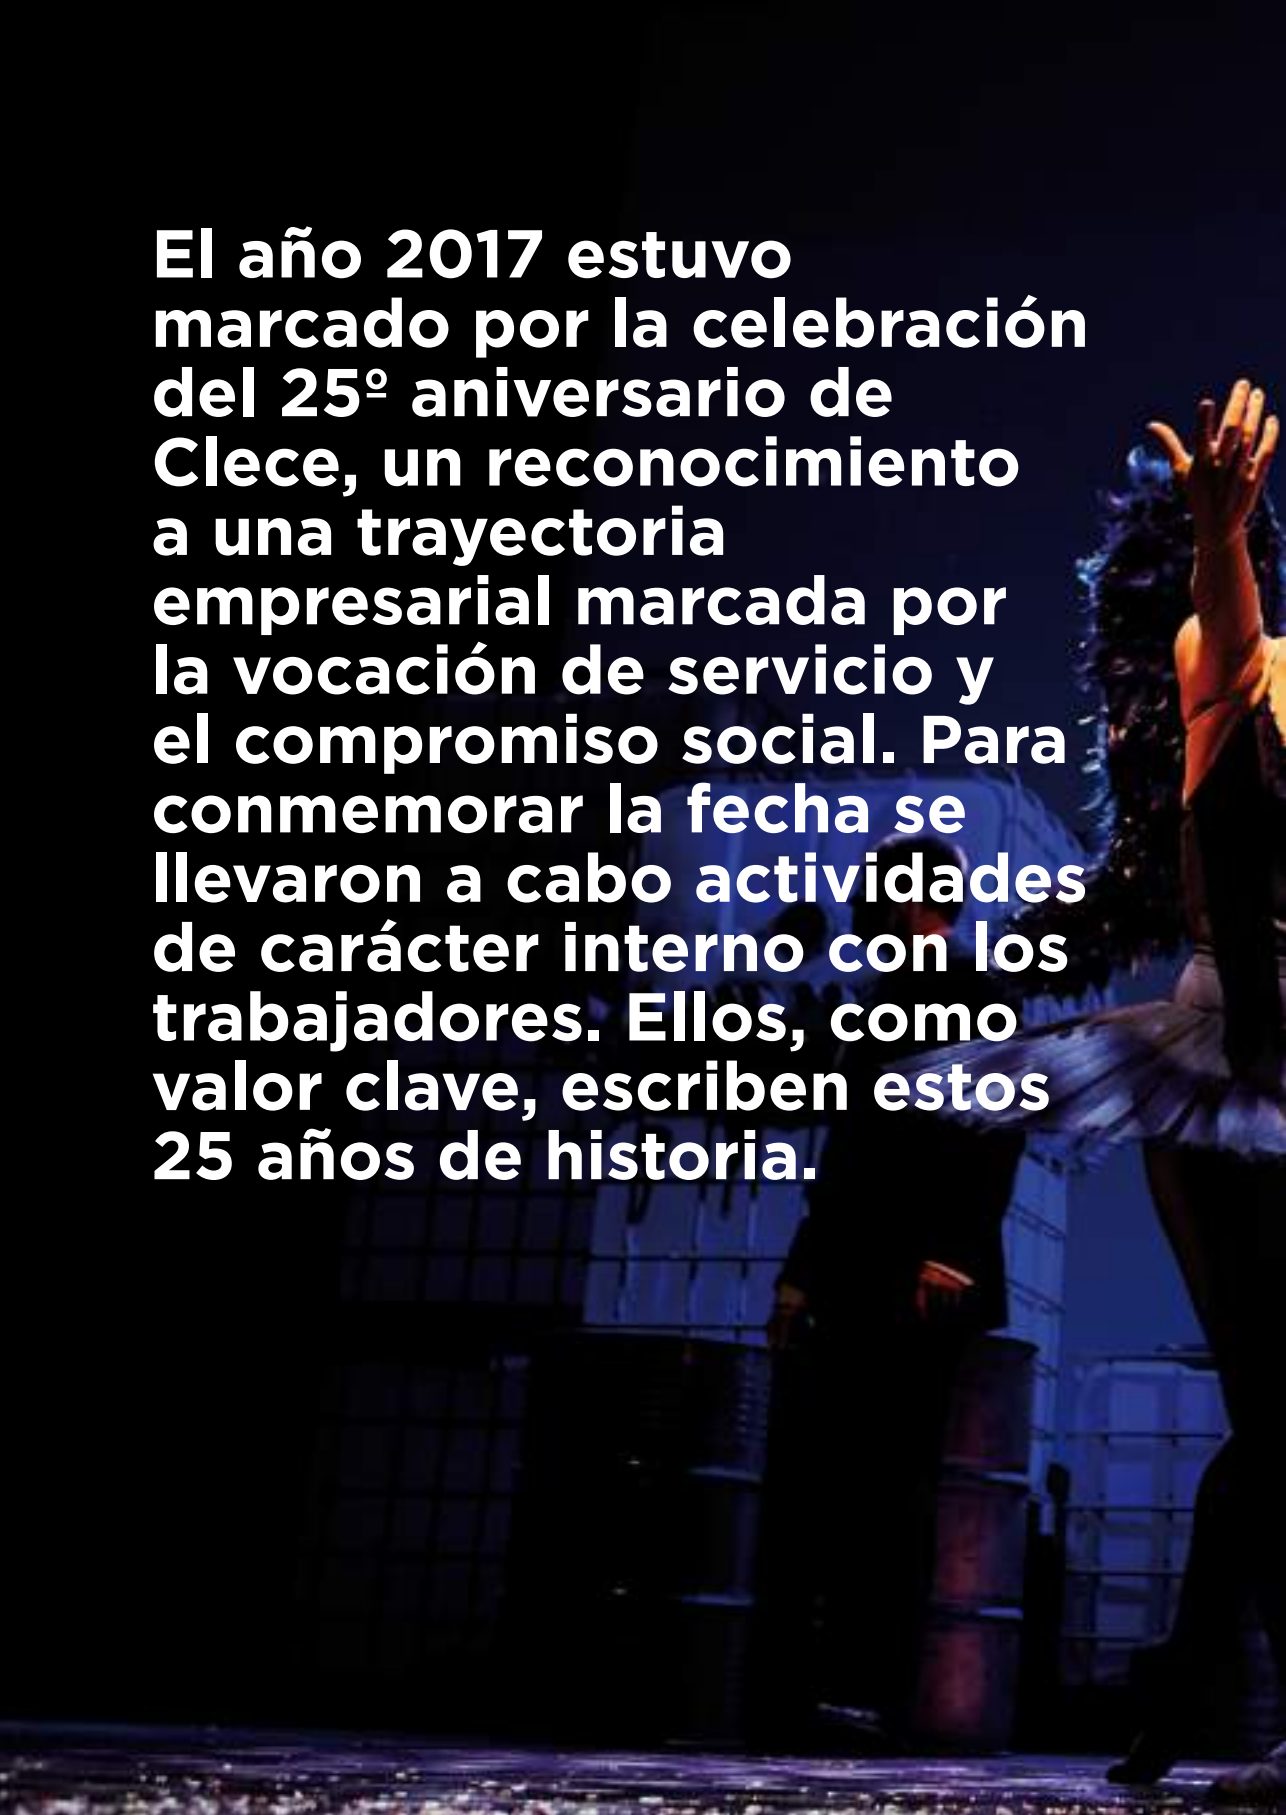 El año 2017 estuvo
marcado por la celebración
del 25º aniversario de
Clece, un reconocimiento
a una trayectoria
empresarial marcada por
la vocación de servicio y
el compromiso social. Para
conmemorar la fecha se
llevaron a cabo actividades
de carácter interno con los
trabajadores. Ellos, como
valor clave, escriben estos
25 años de historia.